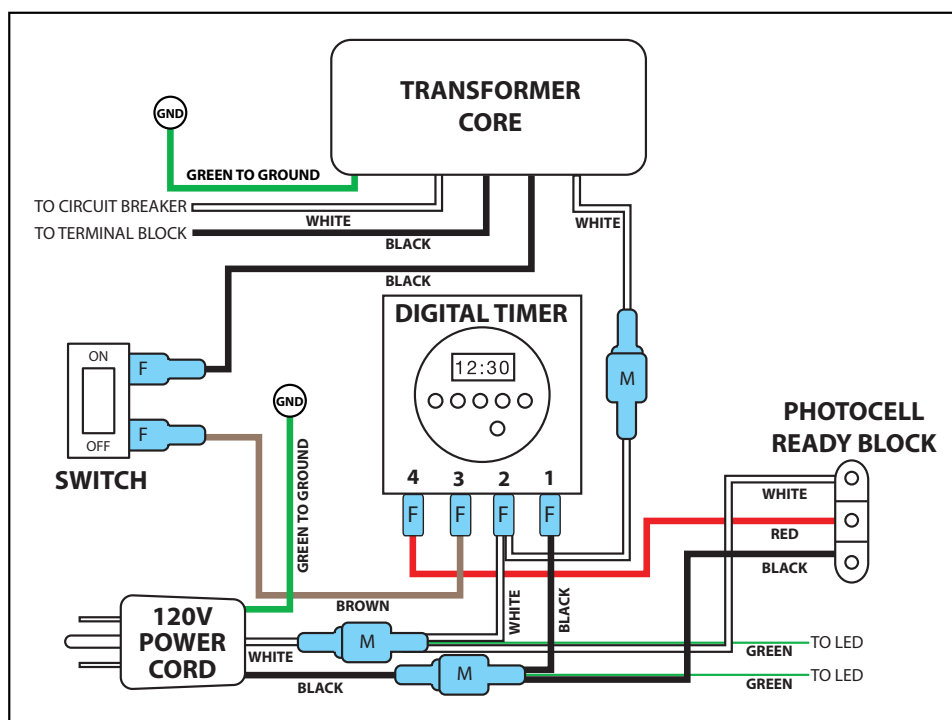 TRANSFORMER
CORE
GND
GREEN TO GROUND
TO CIRCUIT BREAKER
WHITE
WHITE
TO TERMINAL BLOCK
BLACK
BLACK
DIGITAL TIMER
12:30
ON
F
F
OFF
SWITCH
GND
GREEN TO GROUND
M
PHOTOCELL
READY BLOCK
4 3 2 1
F F F F
WHITE
RED
BLACK
BROWN
WHITE
BLACK
120V
POWER
CORD
WHITE
M
GREEN
TO LED
BLACK
M
GREEN
TO LED